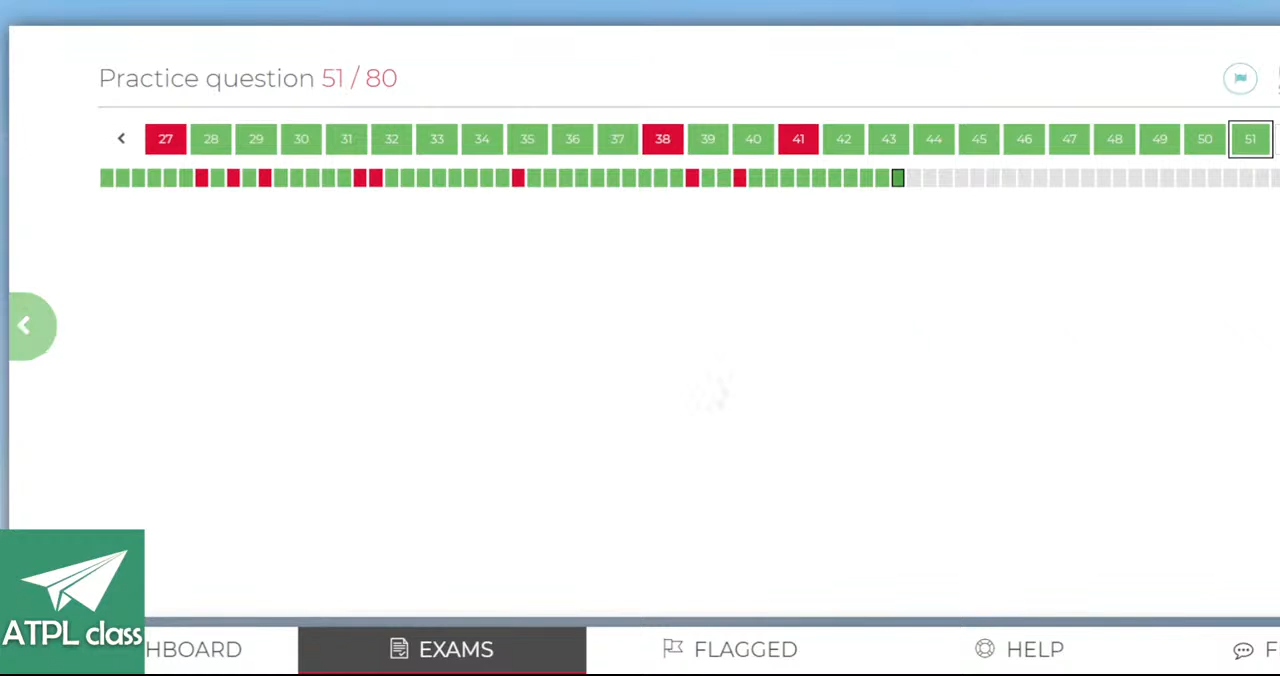 Practice question 51 / 80
27 28 29 30 31 32 33 34 35 36 37 38 39 40 41 42 43 44 45 46 47 48 49 50 51
ATPL class
HBOARD EXAMS FLAGGED HELP F